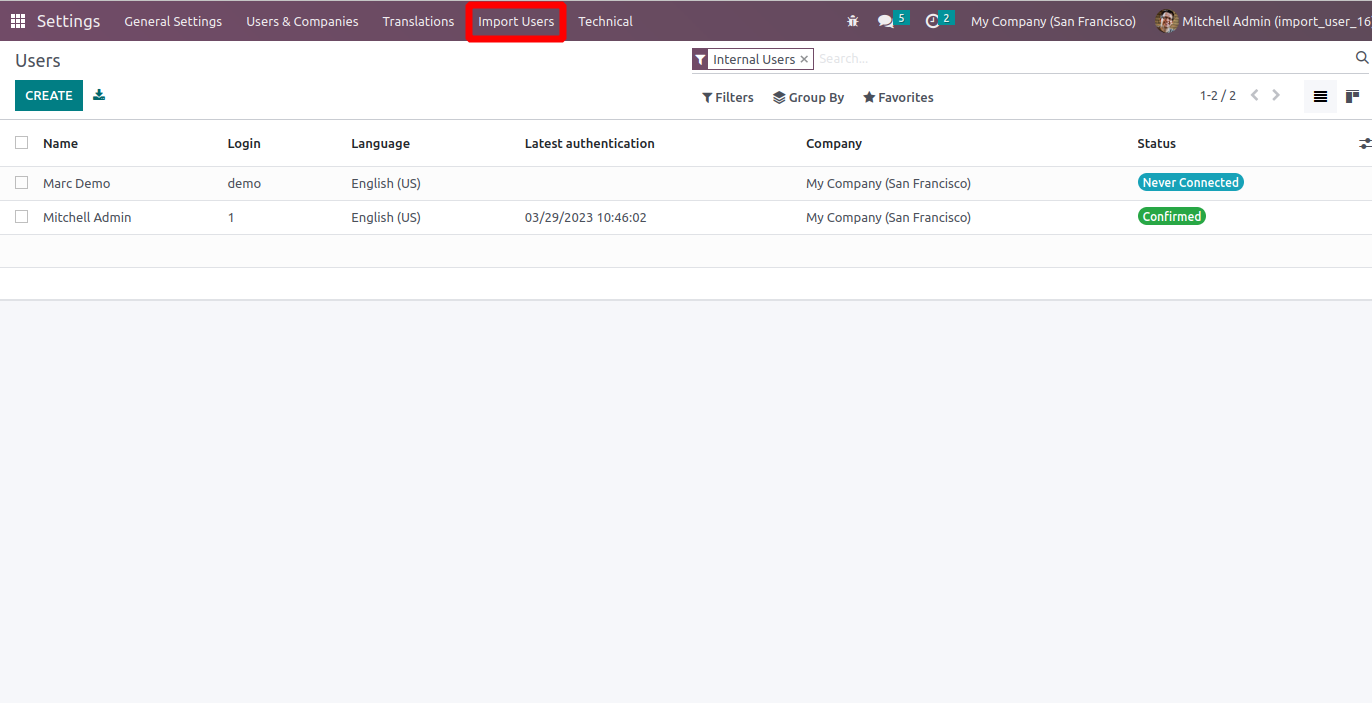 Settings General Settings Users & Companies Translations Import Users Technical 5 2 My Company (San Francisco) Mitchell Admin (import_user_16
Users Internal Users × Search...
CREATE Filters Group By Favorites 1-2 / 2
Name Login Language Latest authentication Company Status
Marc Demo demo English (US) My Company (San Francisco) Never Connected
Mitchell Admin 1 English (US) 03/29/2023 10:46:02 My Company (San Francisco) Confirmed